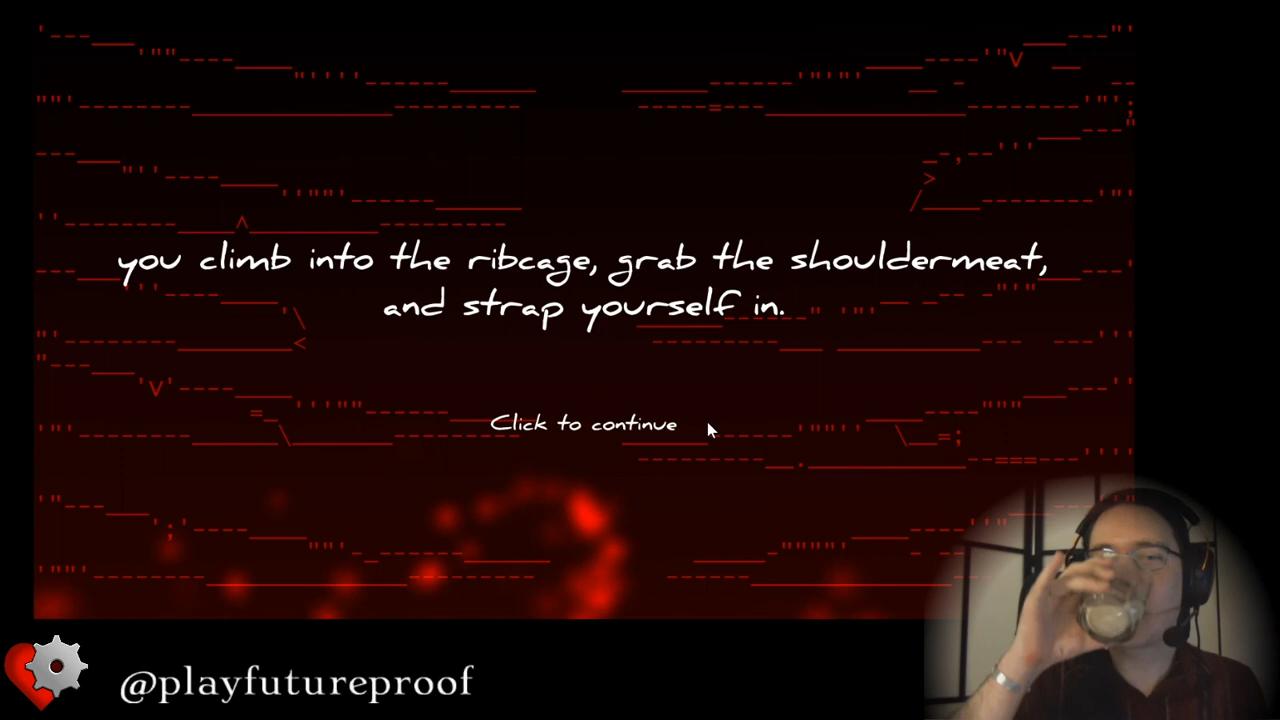 you climb into the ribcage, grab the shouldermeat,
and strap yourself in.
Click to continue
@playfutureproof